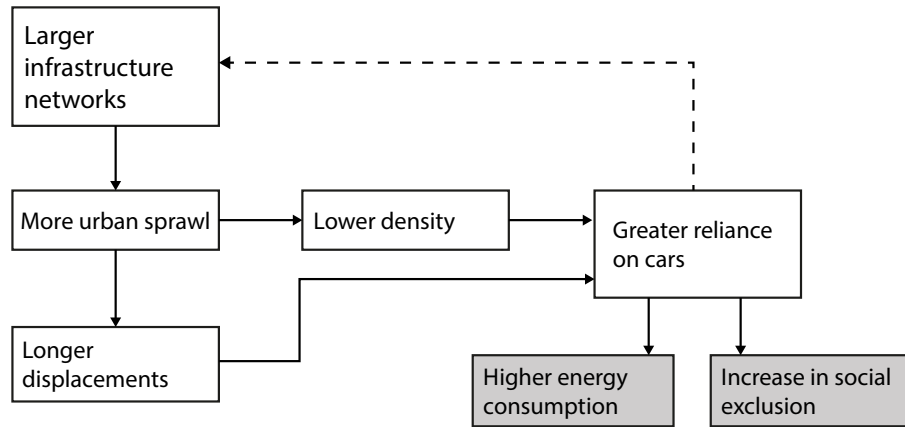 Larger
infrastructure
networks
More urban sprawl
Lower density
Greater reliance
on cars
Longer
displacements
Higher energy
consumption
Increase in social
exclusion